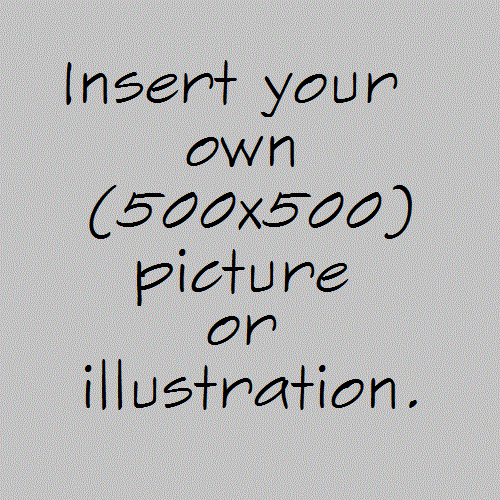 Insert your
own
(500x500)
picture
or
illustration.